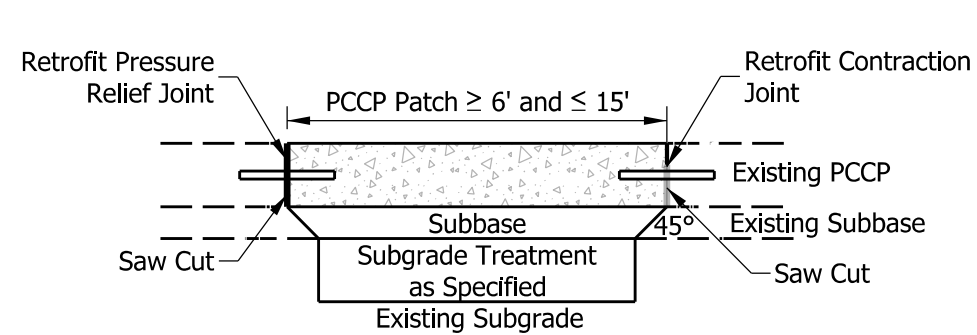 Retrofit Pressure
Relief Joint
PCCP Patch ≥ 6' and ≤ 15'
Retrofit Contraction
Joint
Existing PCCP
Subbase
45°
Existing Subbase
Saw Cut
Subgrade Treatment
as Specified
Saw Cut
Existing Subgrade